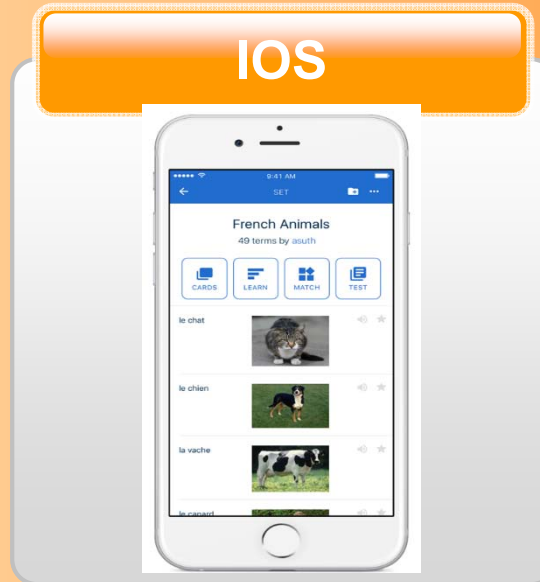 IOS
9:41 AM
SET
French Animals
49 terms by asuth
CARDS LEARN MATCH TEST
le chat
le chien
la vache
le canard